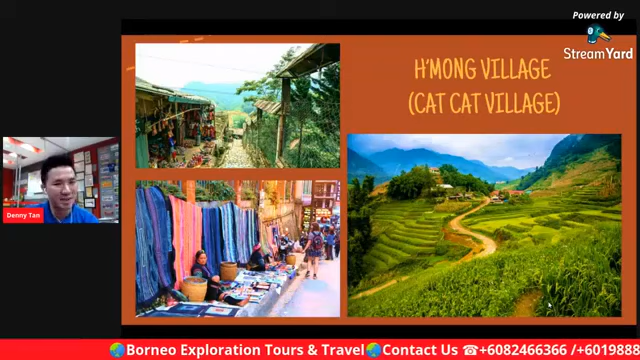 Powered by
StreamYard
H'MONG VILLAGE
(CAT CAT VILLAGE)
Denny Tan
Borneo Exploration Tours & Travel Contact Us ☎+6082466366 /+6019888